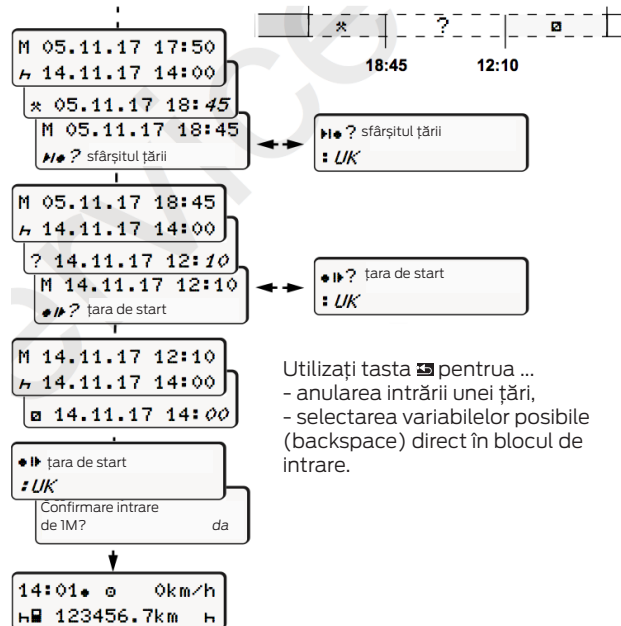 ?
18:45 12:10
M 05.11.17 17:50
14.11.17 14:00
05.11.17 18:45
M 05.11.17 18:45
? sfârșitul țării
? sfârșitul țării
: UK
M 05.11.17 18:45
14.11.17 14:00
? 14.11.17 12:10
M 14.11.17 12:10
? țara de start
? țara de start
: UK
M 14.11.17 12:10
14.11.17 14:00
14.11.17 14:00
țara de start
: UK
Confirmare intrare
de 1M? da
14:01 0km/h
123456.7km
Utilizați tasta pentrua ...
- anularea intrării unei țări,
- selectarea variabilelor posibile
(backspace) direct în blocul de
intrare.
service